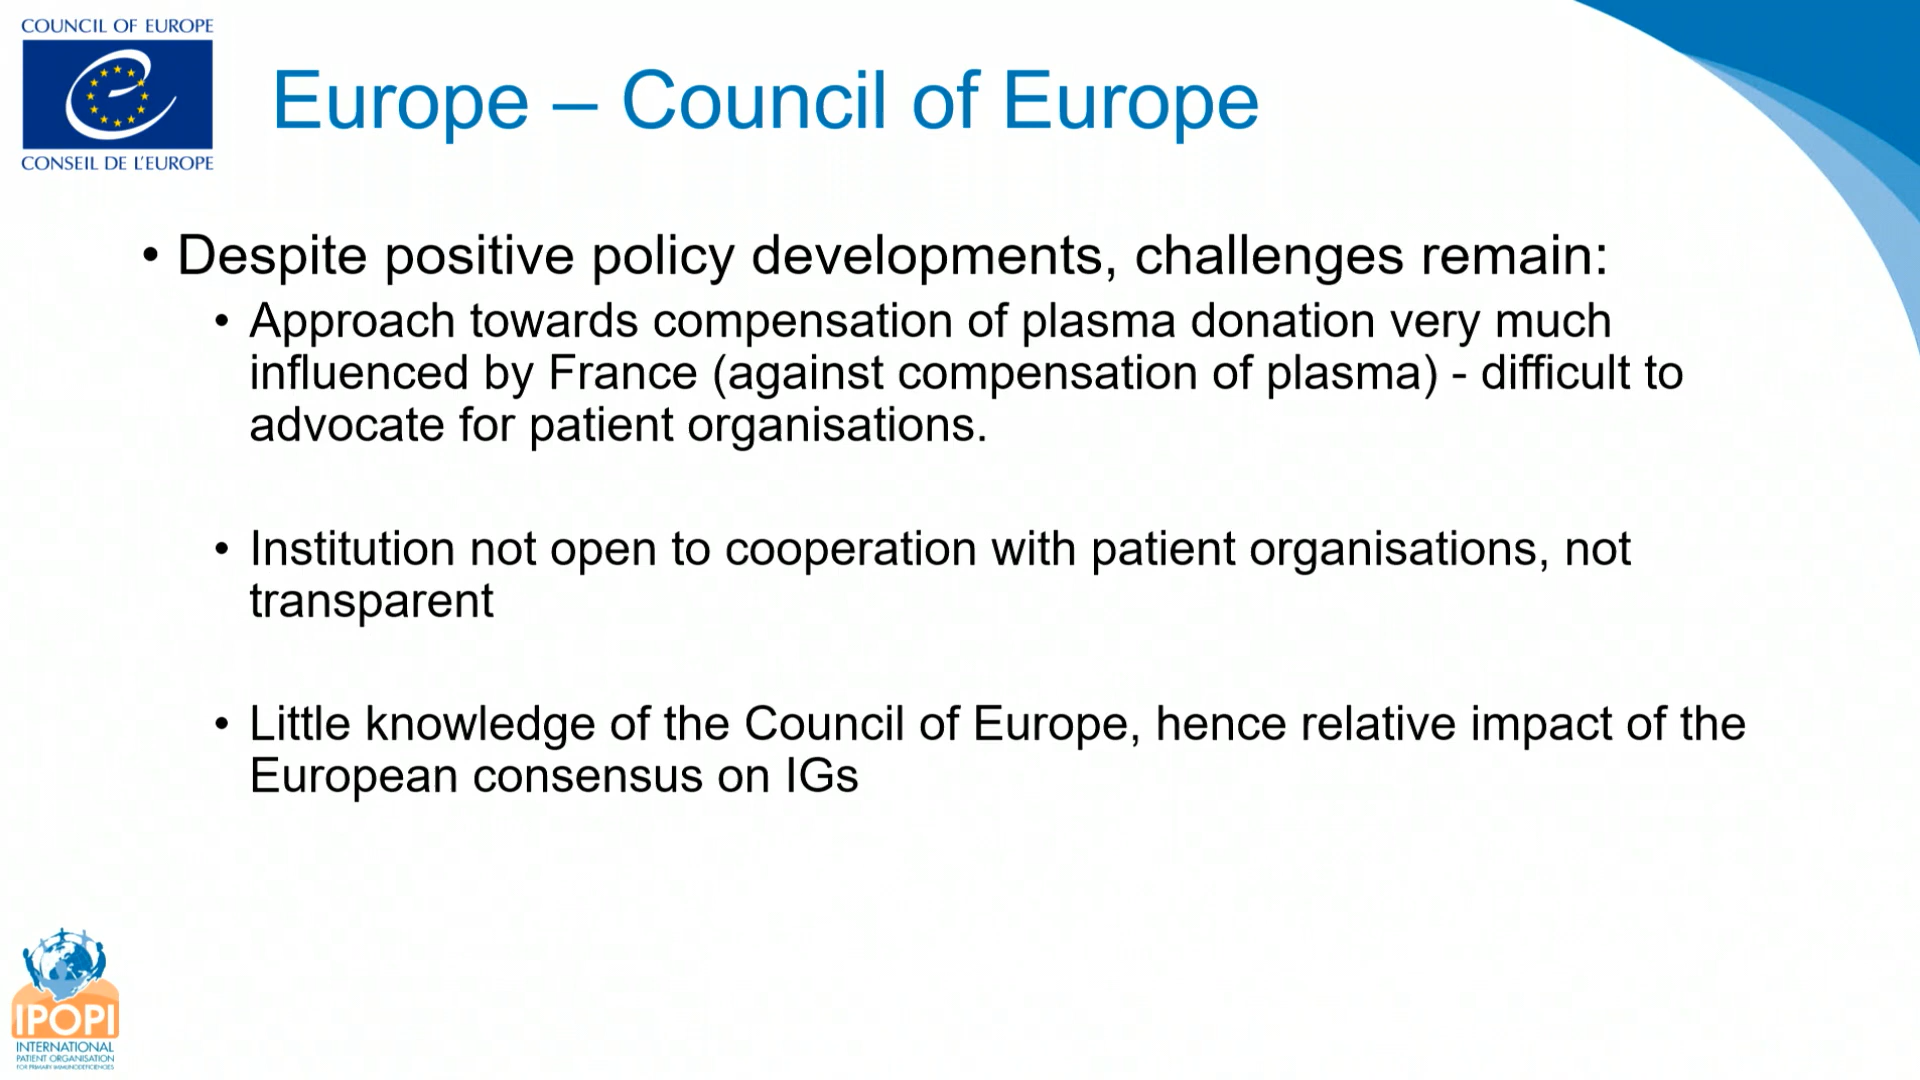 COUNCIL OF EUROPE
CONSEIL DE L'EUROPE
Europe – Council of Europe
• Despite positive policy developments, challenges remain:
• Approach towards compensation of plasma donation very much
influenced by France (against compensation of plasma) - difficult to
advocate for patient organisations.
• Institution not open to cooperation with patient organisations, not
transparent
• Little knowledge of the Council of Europe, hence relative impact of the
European consensus on IGs
IPOPI
INTERNATIONAL
PATIENT ORGANISATION
FOR PRIMARY IMMUNODEFICIENCIES